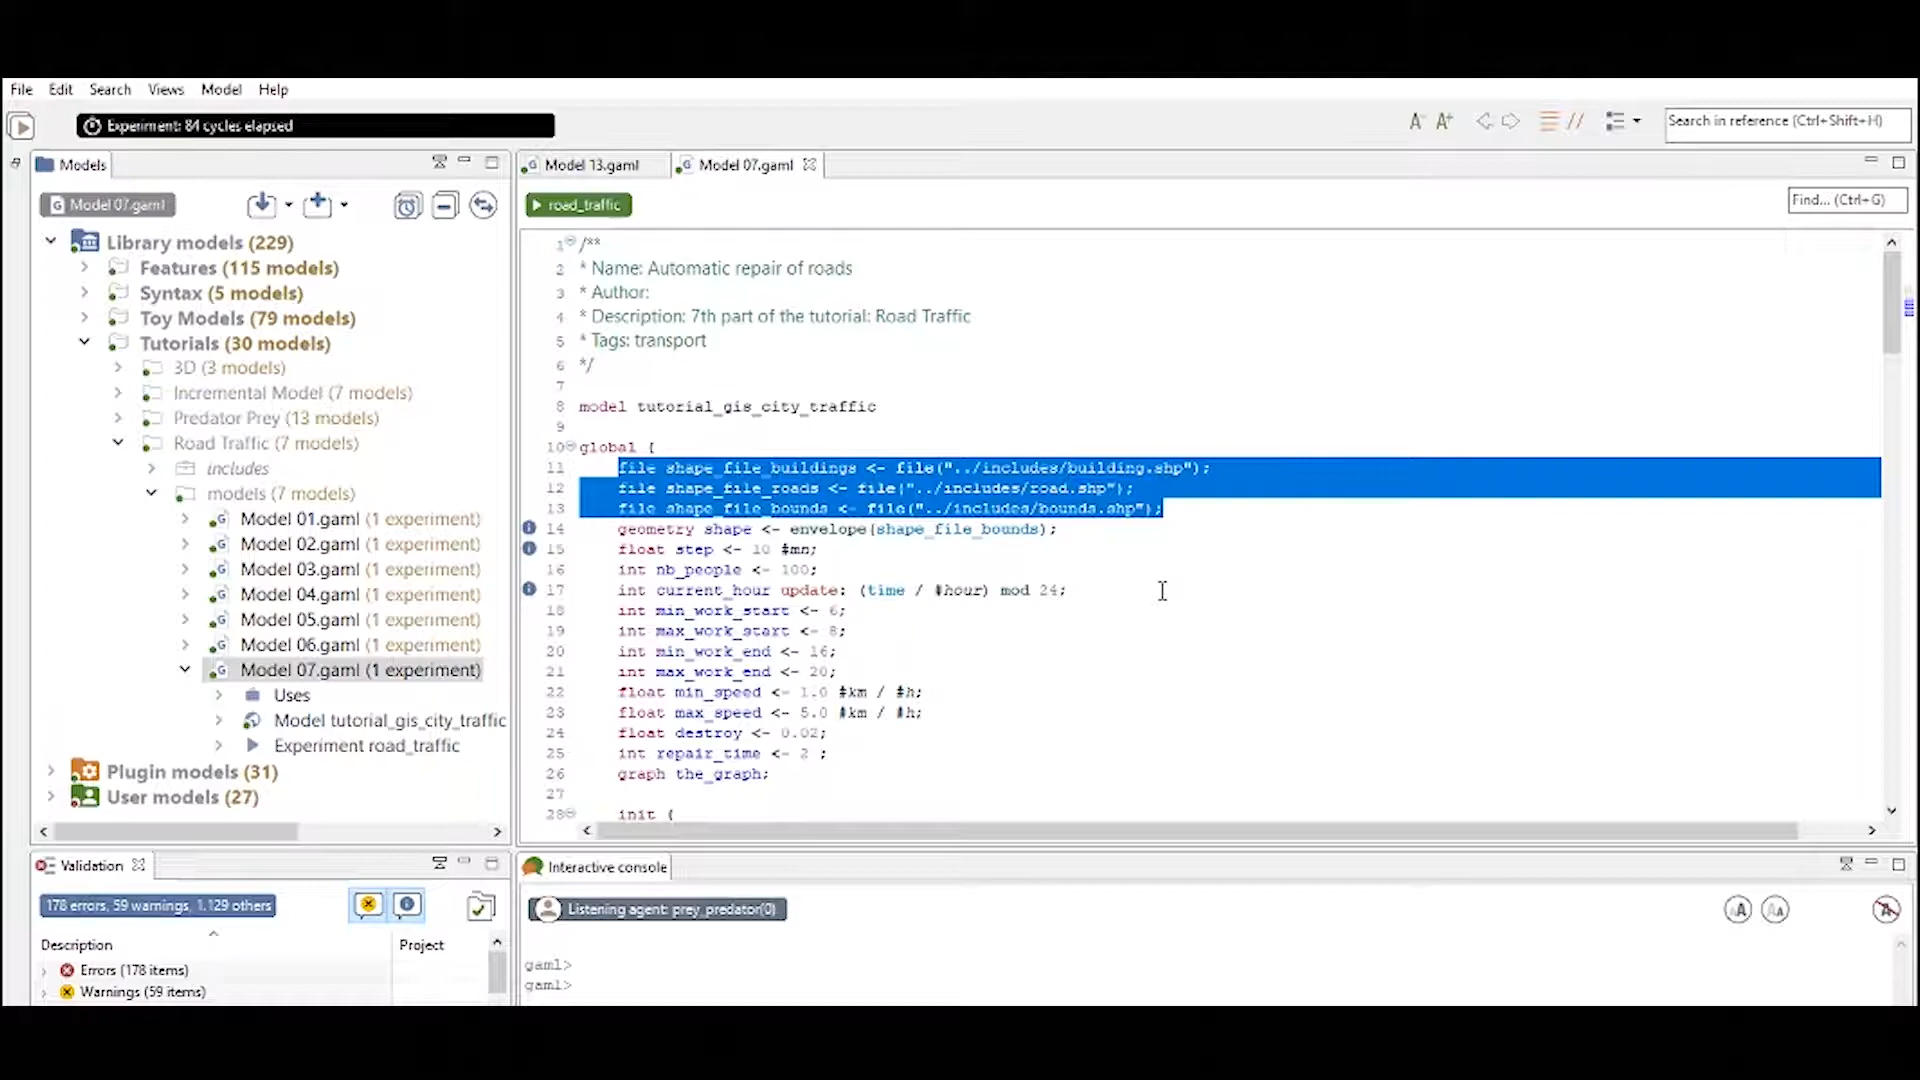 File Edit Search Views Model Help
Experiment: 84 cycles elapsed
A- A+
Search in reference (Ctrl+Shift+H)
Models
Model 07.gaml
Library models (229)
Features (115 models)
Syntax (5 models)
Toy Models (79 models)
Tutorials (30 models)
3D (3 models)
Incremental Model (7 models)
Predator Prey (13 models)
Road Traffic (7 models)
includes
models (7 models)
Model 01.gaml (1 experiment)
Model 02.gaml (1 experiment)
Model 03.gaml (1 experiment)
Model 04.gaml (1 experiment)
Model 05.gaml (1 experiment)
Model 06.gaml (1 experiment)
Model 07.gaml (1 experiment)
Uses
Model tutorial_gis_city_traffic
Experiment road_traffic
Plugin models (31)
User models (27)
Model 13.gaml Model 07.gaml
road_traffic
Find... (Ctrl+G)
1 /**
2 * Name: Automatic repair of roads
3 * Author:
4 * Description: 7th part of the tutorial: Road Traffic
5 * Tags: transport
6 */
7
8 model tutorial_gis_city_traffic
9
10 global {
11 file shape_file_buildings <- file("../includes/building.shp");
12 file shape_file_roads <- file("../includes/road.shp");
13 file shape_file_bounds <- file("../includes/bounds.shp");
14 geometry shape <- envelope(shape_file_bounds);
15 float step <- 10 #mn;
16 int nb_people <- 100;
17 int current_hour update: (time / #hour) mod 24;
18 int min_work_start <- 6;
19 int max_work_start <- 8;
20 int min_work_end <- 16;
21 int max_work_end <- 20;
22 float min_speed <- 1.0 #km / #h;
23 float max_speed <- 5.0 #km / #h;
24 float destroy <- 0.02;
25 int repair_time <- 2 ;
26 graph the_graph;
27
28 init {
Validation
178 errors, 59 warnings, 1.129 others
Description Project
Errors (178 items)
Warnings (59 items)
Interactive console
Listening agent: prey_predator(0)
gaml>
gaml>